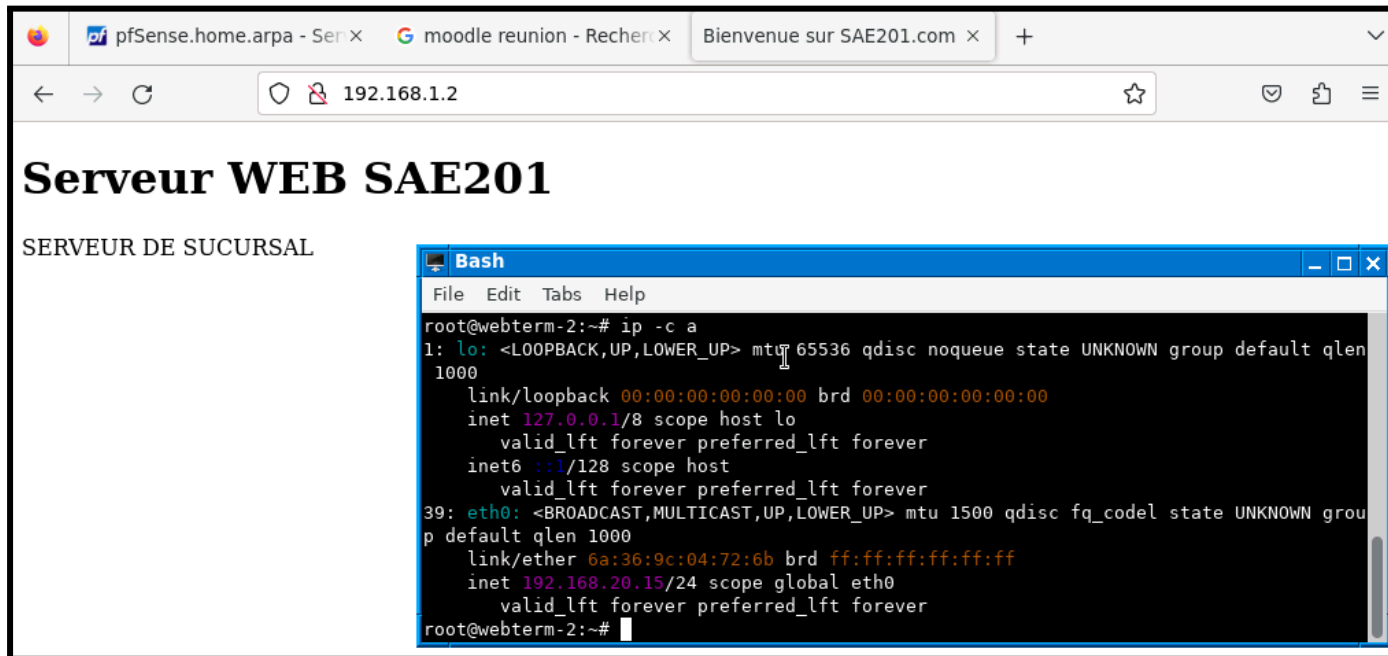 pfSense.home.arpa - Ser
moodle reunion - Recherc
Bienvenue sur SAE201.com
192.168.1.2
Serveur WEB SAE201
SERVEUR DE SUCURSAL
Bash
File Edit Tabs Help
root@webterm-2:~# ip -c a
1: lo: <LOOPBACK,UP,LOWER_UP> mtu 65536 qdisc noqueue state UNKNOWN group default qlen
1000
link/loopback 00:00:00:00:00:00 brd 00:00:00:00:00:00
inet 127.0.0.1/8 scope host lo
valid_lft forever preferred_lft forever
inet6 ::1/128 scope host
valid_lft forever preferred_lft forever
39: eth0: <BROADCAST,MULTICAST,UP,LOWER_UP> mtu 1500 qdisc fq_codel state UNKNOWN grou
p default qlen 1000
link/ether 6a:36:9c:04:72:6b brd ff:ff:ff:ff:ff:ff
inet 192.168.20.15/24 scope global eth0
valid_lft forever preferred_lft forever
root@webterm-2:~#